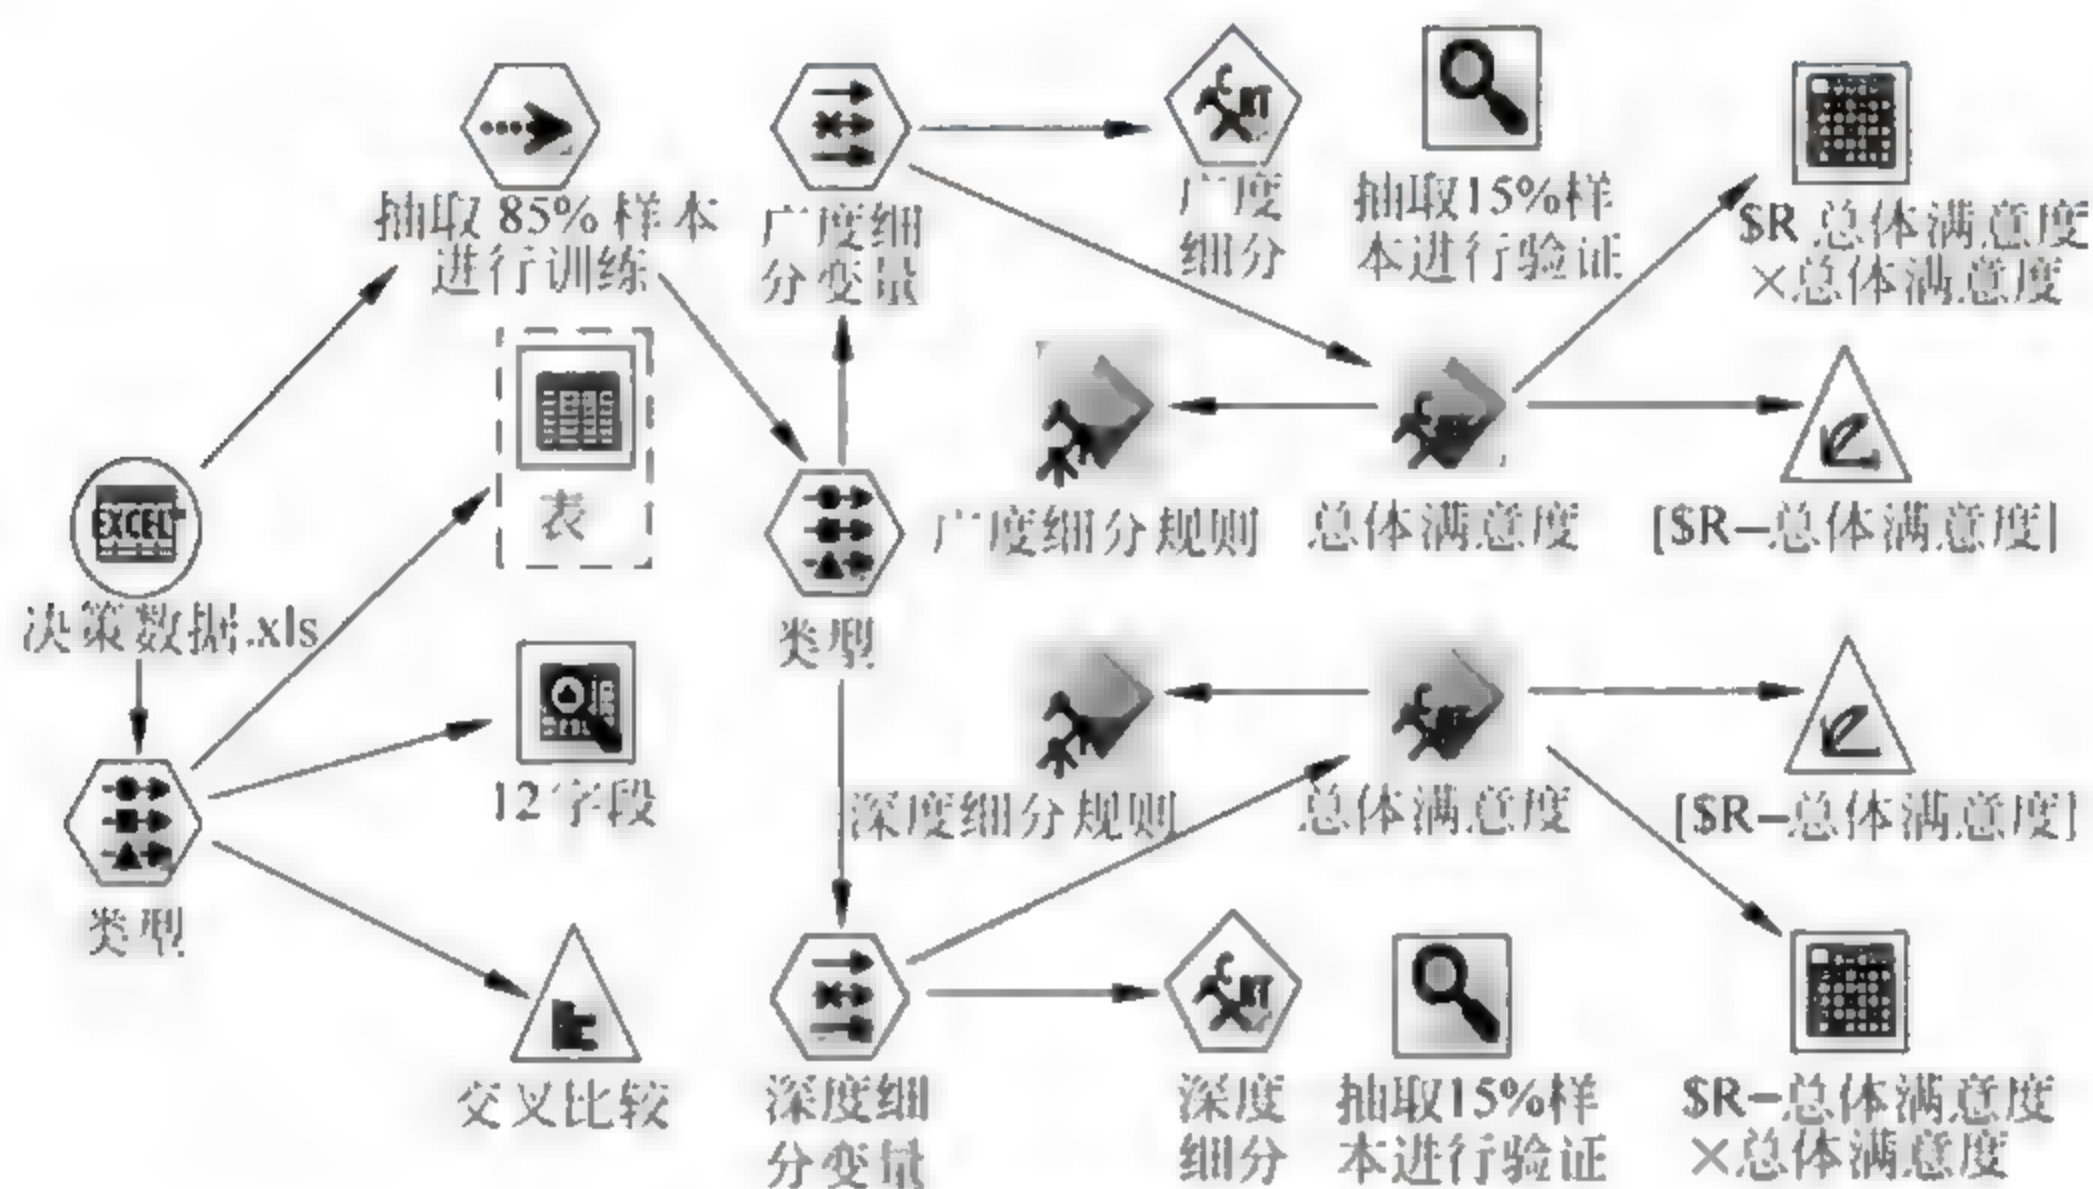 抽取 85% 样本
进行训练
广度细
分变量
广度
细分
抽取15%样
本进行验证
$R 总体满意度
×总体满意度
EXCEL
决策数据.xls
表
类型
广度细分规则
总体满意度
[$R-总体满意度]
12 字段
深度细分规则
总体满意度
[$R-总体满意度]
类型
交叉比较
深度细
分变量
深度
细分
抽取15%样
本进行验证
$R-总体满意度
×总体满意度